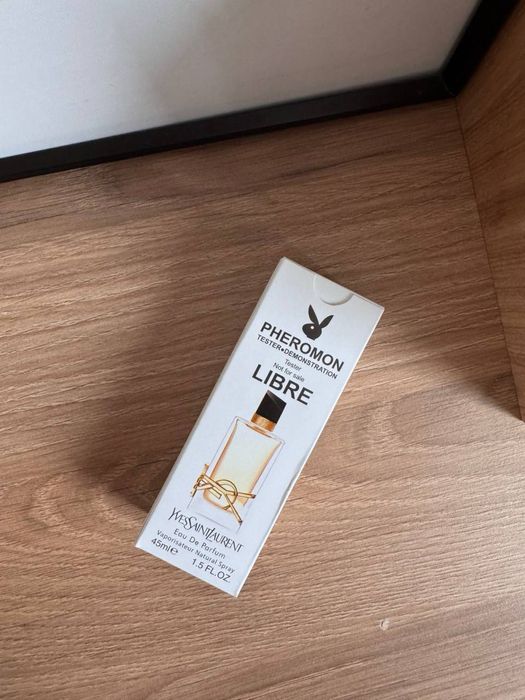 PHEROMON
TESTER●DEMONSTRATION
Tester
Not for sale
LIBRE
YVESSAINTLAURENT
Eau De Parfum
Vaporisateur Natural Spray
45ml℮ 1.5 FL.OZ.